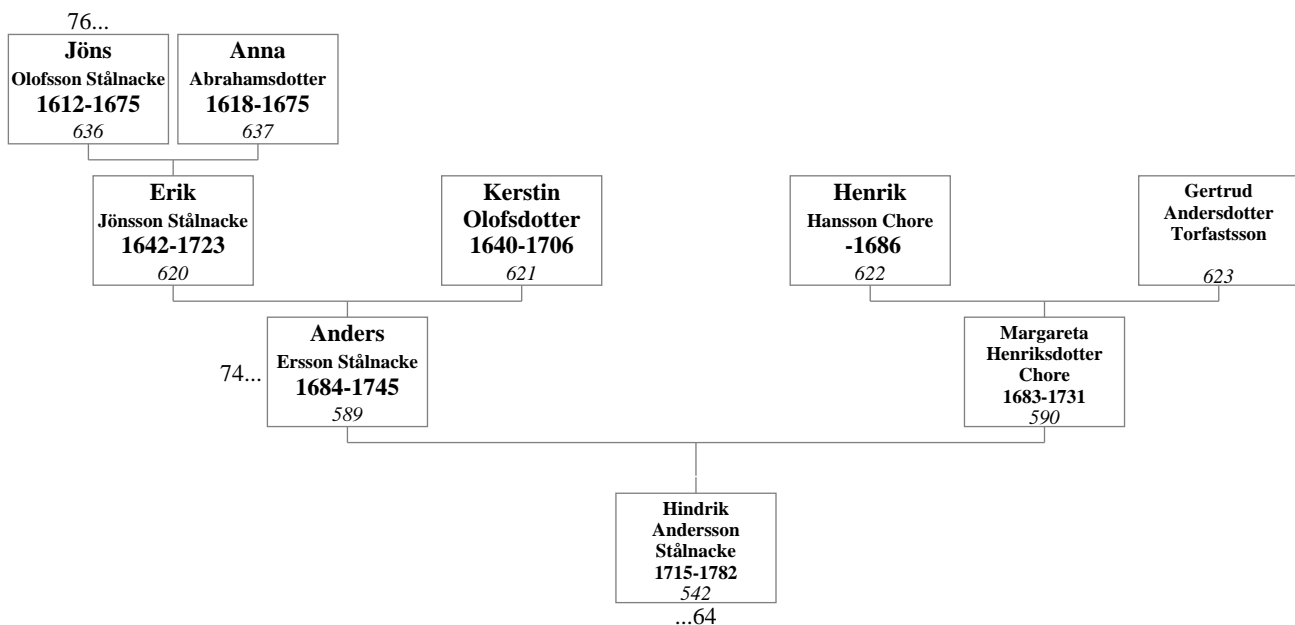 76...
Jöns
Olofsson Stålnacke
1612-1675
636
Anna
Abrahamsdotter
1618-1675
637
Erik
Jönsson Stålnacke
1642-1723
620
Kerstin
Olofsdotter
1640-1706
621
Henrik
Hansson Chore
-1686
622
Gertrud
Andersdotter
Torfastsson
623
74...
Anders
Ersson Stålnacke
1684-1745
589
Margareta
Henriksdotter
Chore
1683-1731
590
Hindrik
Andersson
Stålnacke
1715-1782
542
...64